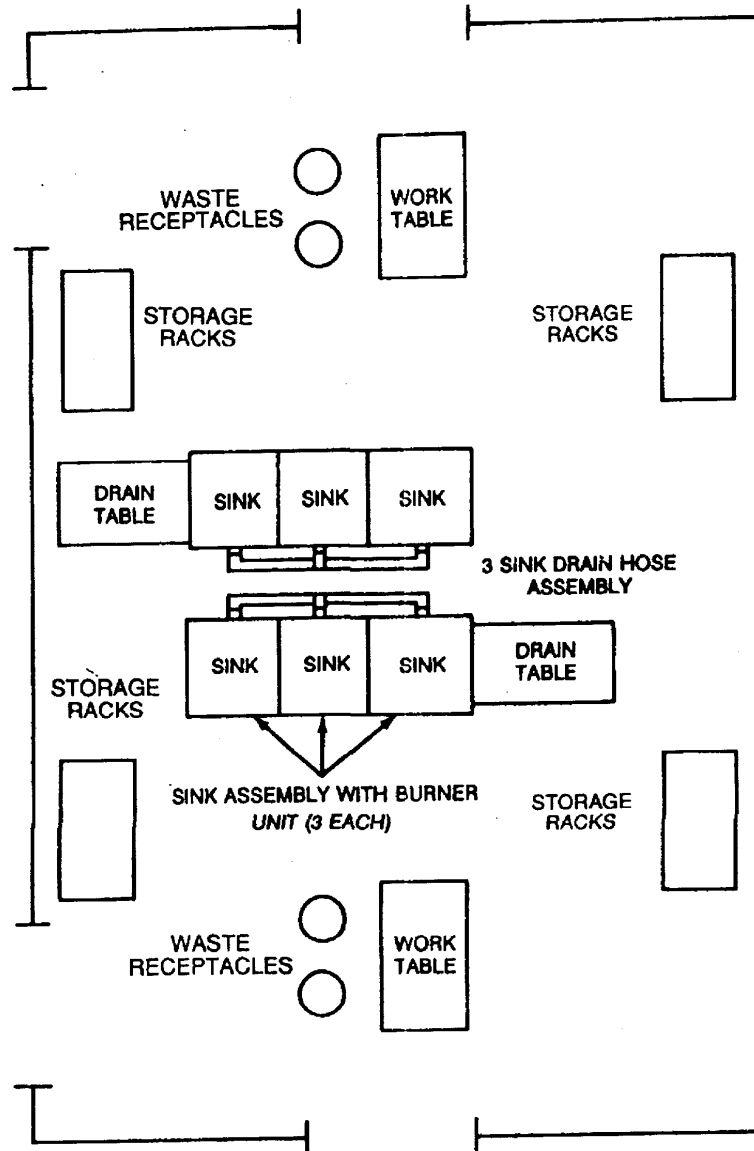 WASTE
RECEPTACLES
WORK
TABLE
STORAGE
RACKS
STORAGE
RACKS
DRAIN
TABLE
SINK
SINK
SINK
3 SINK DRAIN HOSE
ASSEMBLY
SINK
SINK
SINK
DRAIN
TABLE
STORAGE
RACKS
SINK ASSEMBLY WITH BURNER
UNIT (3 EACH)
STORAGE
RACKS
WASTE
RECEPTACLES
WORK
TABLE